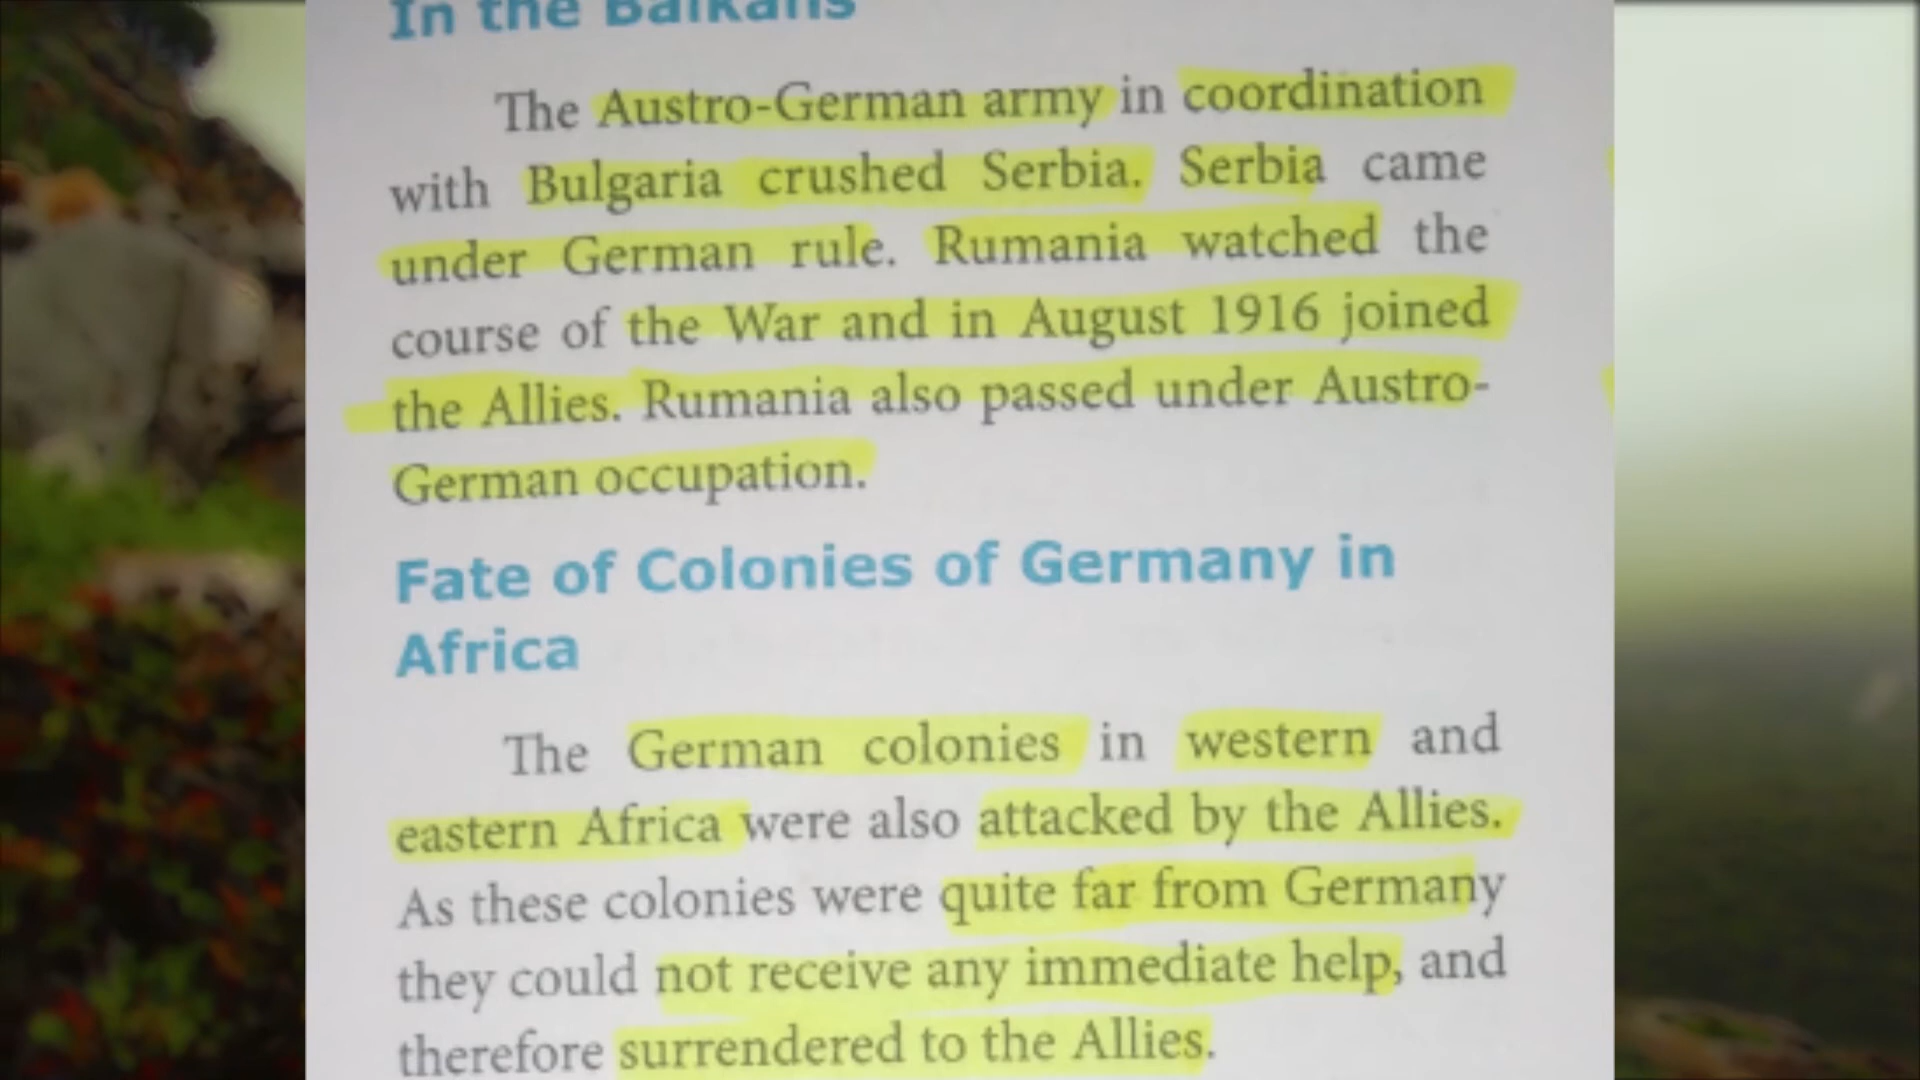 In the Balkans
The Austro-German army in coordination
with Bulgaria crushed Serbia. Serbia came
under German rule. Rumania watched the
course of the War and in August 1916 joined
the Allies. Rumania also passed under Austro-
German occupation.
Fate of Colonies of Germany in
Africa
The German colonies in western and
eastern Africa were also attacked by the Allies.
As these colonies were quite far from Germany
they could not receive any immediate help, and
therefore surrendered to the Allies.